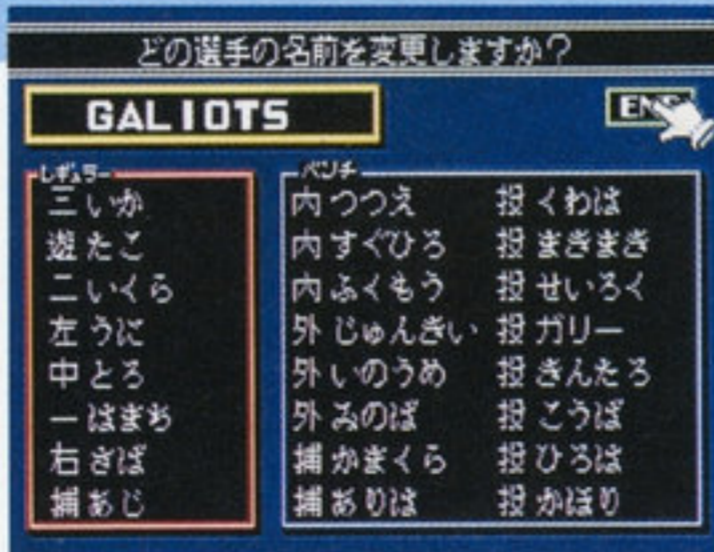 どの選手の名前を変更しますか？
GALIOTS
END
レギュラー
三 いか
遊 たこ
二 いくら
左 うに
中 とろ
一 はまち
右 さば
捕 あじ
ベンチ
内 つつえ 投 くわは
内 すぐひろ 投 まきまき
内 ふくもう 投 せいろく
外 じゅんきい 投 ガリー
外 いのうめ 投 きんたろ
外 みのば 投 こうば
捕 かまくら 投 ひろは
捕 ありは 投 かほり